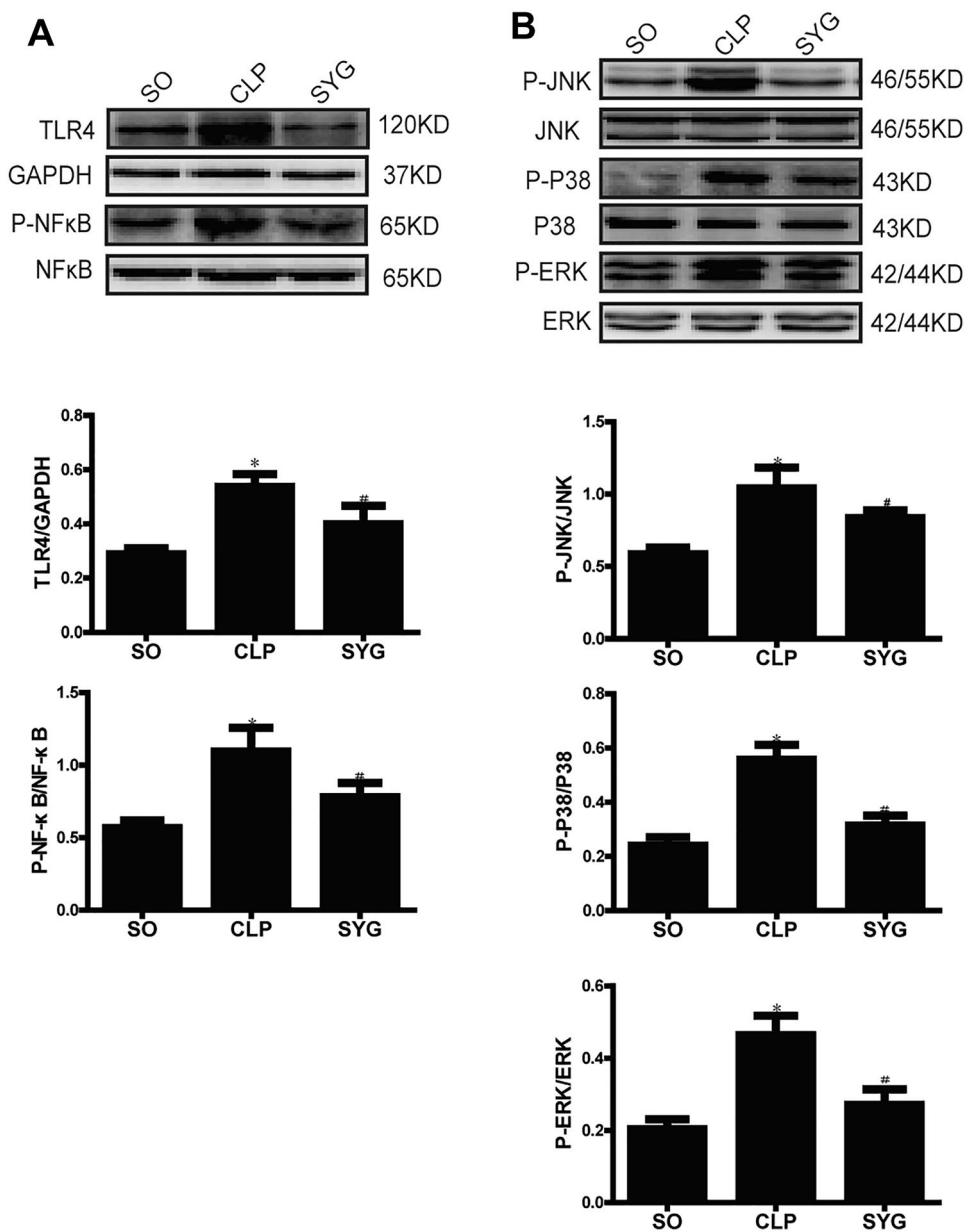 A
SO CLP SYG
TLR4 120KD
GAPDH 37KD
P-NFκB 65KD
NFκB 65KD
0.8
0.6
0.4
0.2
0.0
TLR4/GAPDH
*
#
SO CLP SYG
1.5
1.0
0.5
0.0
P-NF-κ B/NF-κ B
*
#
SO CLP SYG
B
SO CLP SYG
P-JNK 46/55KD
JNK 46/55KD
P-P38 43KD
P38 43KD
P-ERK 42/44KD
ERK 42/44KD
1.5
1.0
0.5
0.0
P-JNK/JNK
*
#
SO CLP SYG
0.8
0.6
0.4
0.2
0.0
P-P38/P38
*
#
SO CLP SYG
0.6
0.4
0.2
0.0
P-ERK/ERK
*
#
SO CLP SYG